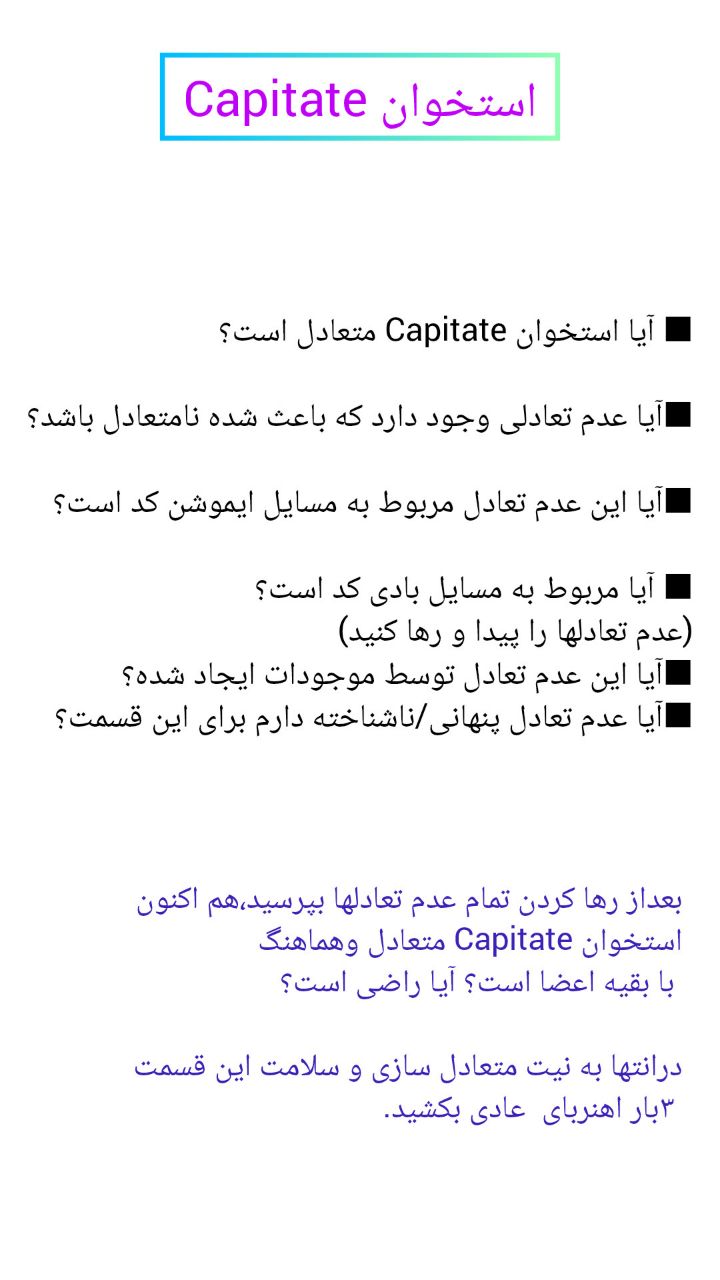 استخوان Capitate
■ آیا استخوان Capitate متعادل است؟
■آیا عدم تعادلی وجود دارد که باعث شده نامتعادل باشد؟
■آیا این عدم تعادل مربوط به مسایل ایموشن کد است؟
■ آیا مربوط به مسایل بادی کد است؟
(عدم تعادلها را پیدا و رها کنید)
■آیا این عدم تعادل توسط موجودات ایجاد شده؟
■آیا عدم تعادل پنهانی/ناشناخته دارم برای این قسمت؟
بعداز رها کردن تمام عدم تعادلها بپرسید،هم اکنون
استخوان Capitate متعادل وهماهنگ
با بقیه اعضا است؟ آیا راضی است؟
درانتها به نیت متعادل سازی و سلامت این قسمت
۳بار اهنربای عادی بکشید.